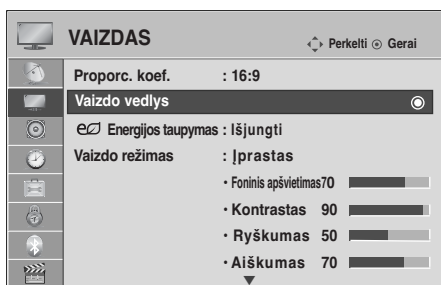 VAIZDAS
Perkelti Gerai
Proporc. koef. : 16:9
Vaizdo vedlys
Energijos taupymas : Išjungti
Vaizdo režimas : Įprastas
• Foninis apšvietimas70
• Kontrastas 90
• Ryškumas 50
• Aiškumas 70